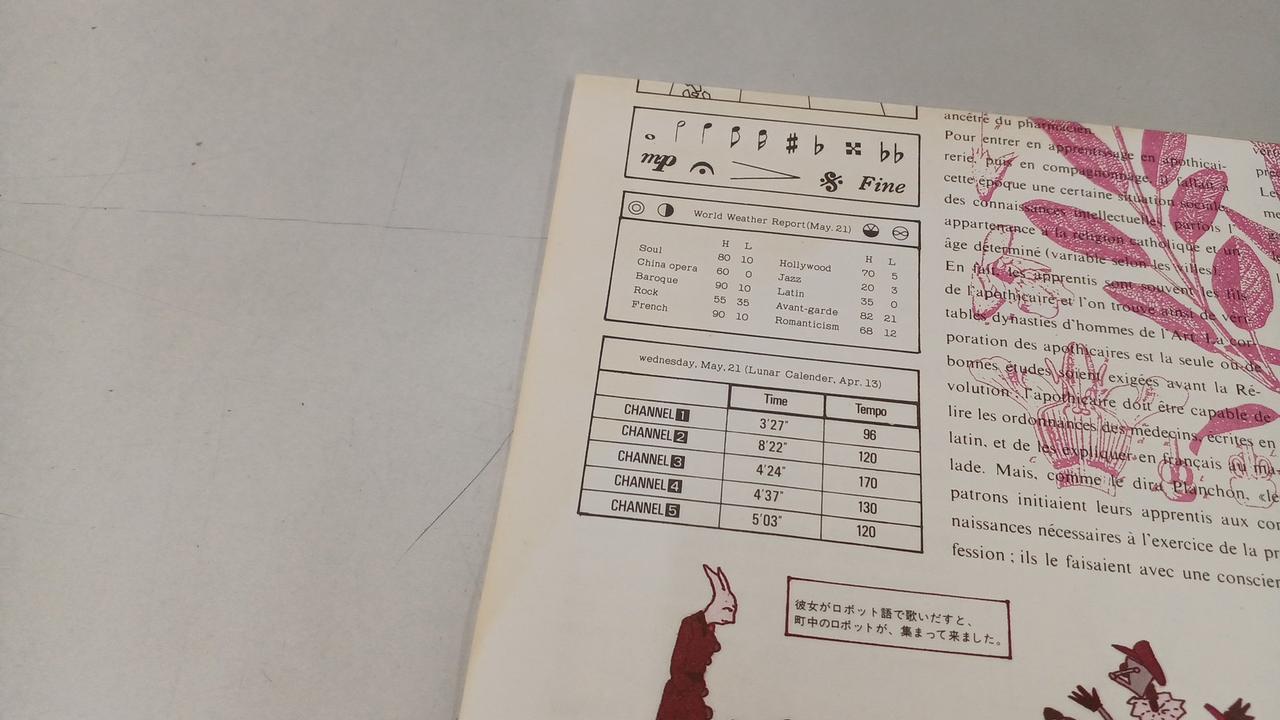 mp
Fine
World Weather Report(May. 21)
H L
Soul 80 10
China opera 60 0
Baroque 90 10
Rock 55 35
French 90 10
H L
Hollywood 70 5
Jazz 20 3
Latin 35 0
Avant-garde 82 21
Romanticism 68 12
wednesday, May, 21 (Lunar Calender, Apr. 13)
Time Tempo
CHANNEL 1 3'27" 96
CHANNEL 2 8'22" 120
CHANNEL 3 4'24" 170
CHANNEL 4 4'37" 130
CHANNEL 5 5'03" 120
彼女がロボット語で歌いだすと、
町中のロボットが、集まって来ました。
ancêtre du pharmacien.
Pour entrer en apprentissage en apothicai-
rerie, puis en compagnonnage, il fallait à
cette époque une certaine situation sociale,
des connaissances intellectuelles, parfois l'
appartenance à la religion catholique et un
âge déterminé (variable selon les villes).
En fait, les apprentis sont souvent les fils
de l'apothicaire et l'on trouve ainsi de véri
tables dynasties d'hommes de l'Art. La cor
poration des apothicaires est la seule où de
bonnes études soient exigées avant la Ré-
volution : l'apothicaire doit être capable de
lire les ordonnances des médecins, écrites en
latin, et de les expliquer en français au ma
lade. Mais, comme le dira Planchon, «le
patrons initiaient leurs apprentis aux con
naissances nécessaires à l'exercice de la pr
fession ; ils le faisaient avec une conscien